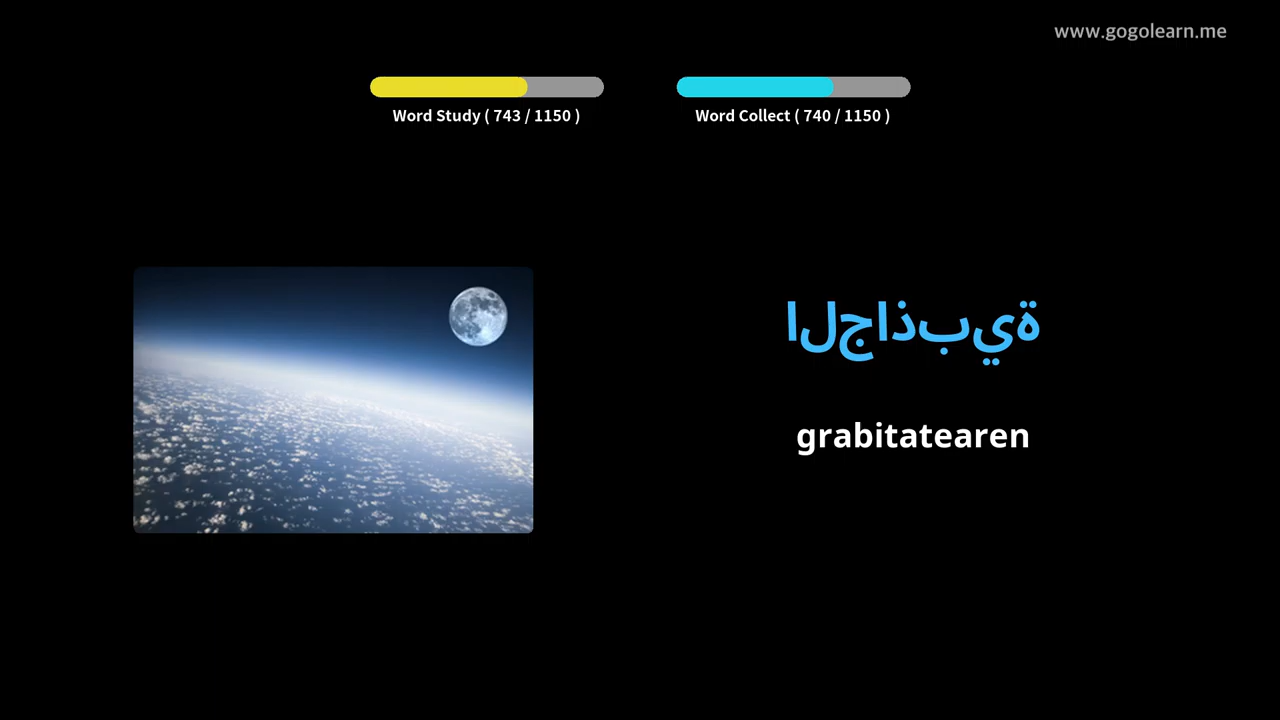 www.gogolearn.me
Word Study ( 743 / 1150 )
Word Collect ( 740 / 1150 )
الجاذبية
grabitatearen